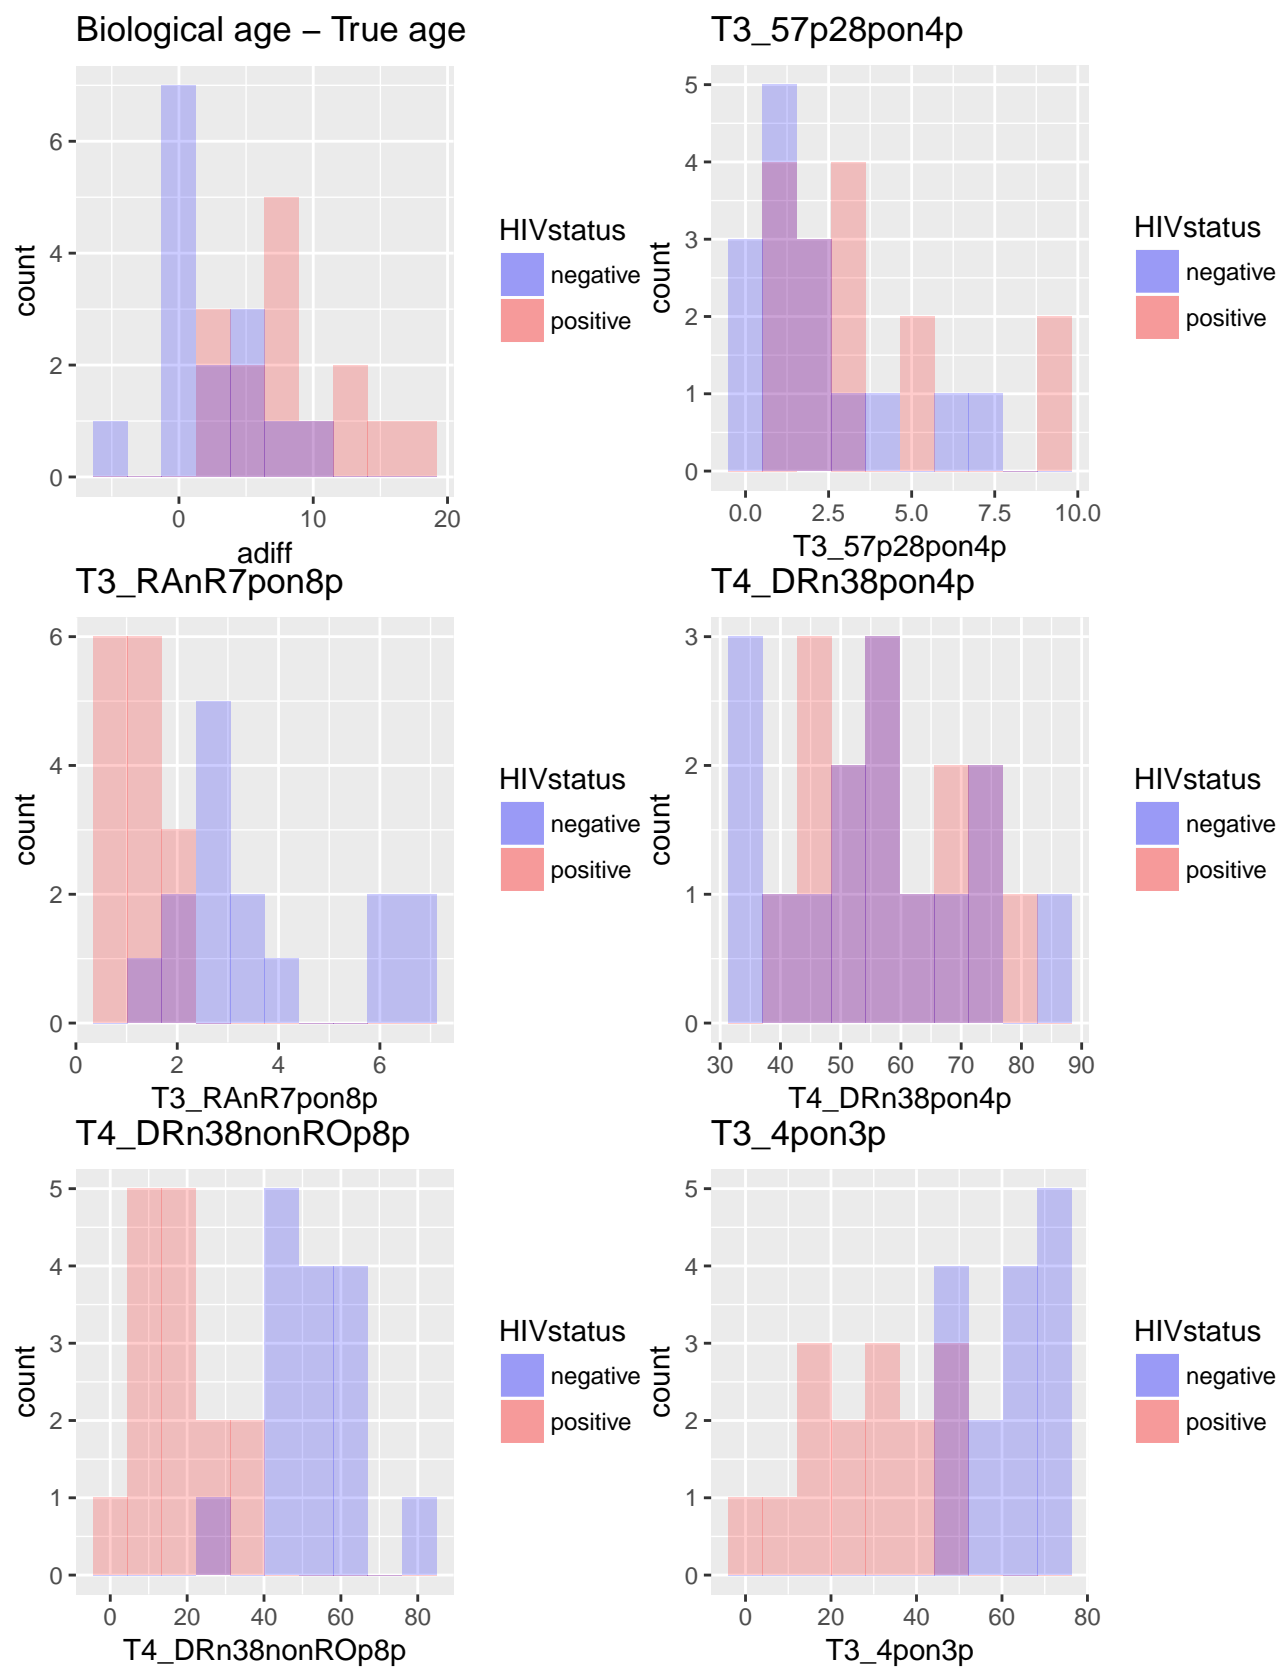 Biological age − True age
count
6
4
2
0
0
10
20
adiff
HIVstatus
negative
positive
T3_57p28pon4p
count
5
4
3
2
1
0
0.0
2.5
5.0
7.5
10.0
T3_57p28pon4p
HIVstatus
negative
positive
T3_RAnR7pon8p
count
6
4
2
0
0
2
4
6
T3_RAnR7pon8p
HIVstatus
negative
positive
T4_DRn38pon4p
count
3
2
1
0
30
40
50
60
70
80
90
T4_DRn38pon4p
HIVstatus
negative
positive
T4_DRn38nonROp8p
count
5
4
3
2
1
0
0
20
40
60
80
T4_DRn38nonROp8p
HIVstatus
negative
positive
T3_4pon3p
count
5
4
3
2
1
0
0
20
40
60
80
T3_4pon3p
HIVstatus
negative
positive